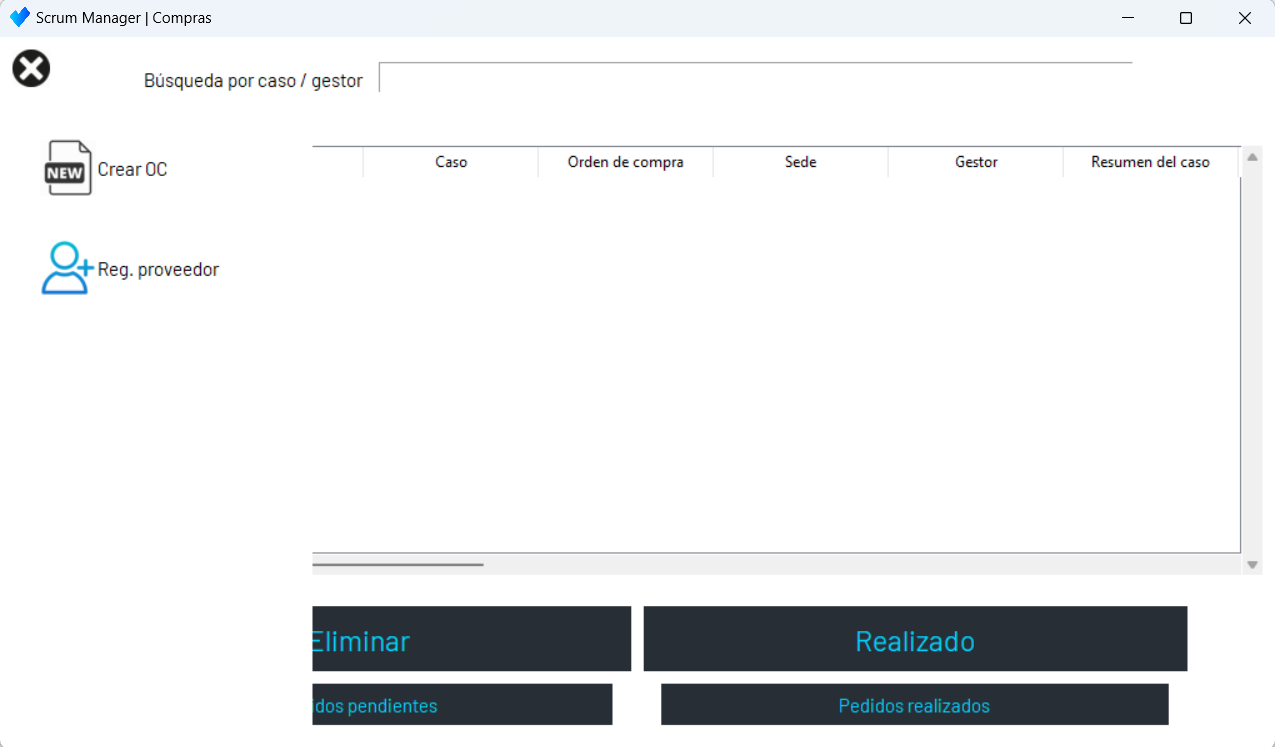 Scrum Manager | Compras
Búsqueda por caso / gestor
NEW Crear OC
Reg. proveedor
Caso Orden de compra Sede Gestor Resumen del caso
Eliminar Realizado
idos pendientes Pedidos realizados